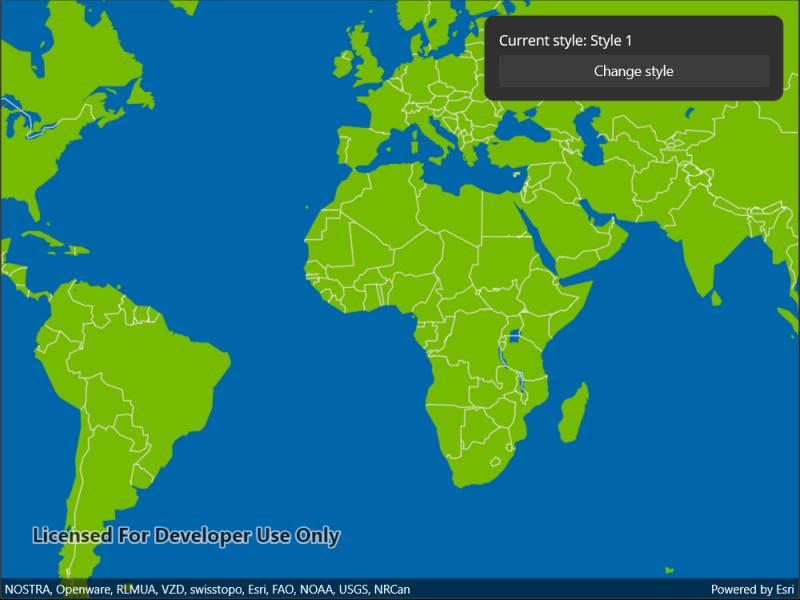 Current style: Style 1
Change style
Licensed For Developer Use Only
NOSTRA, Openware, RLMUA, VZD, swisstopo, Esri, FAO, NOAA, USGS, NRCan
Powered by Esri